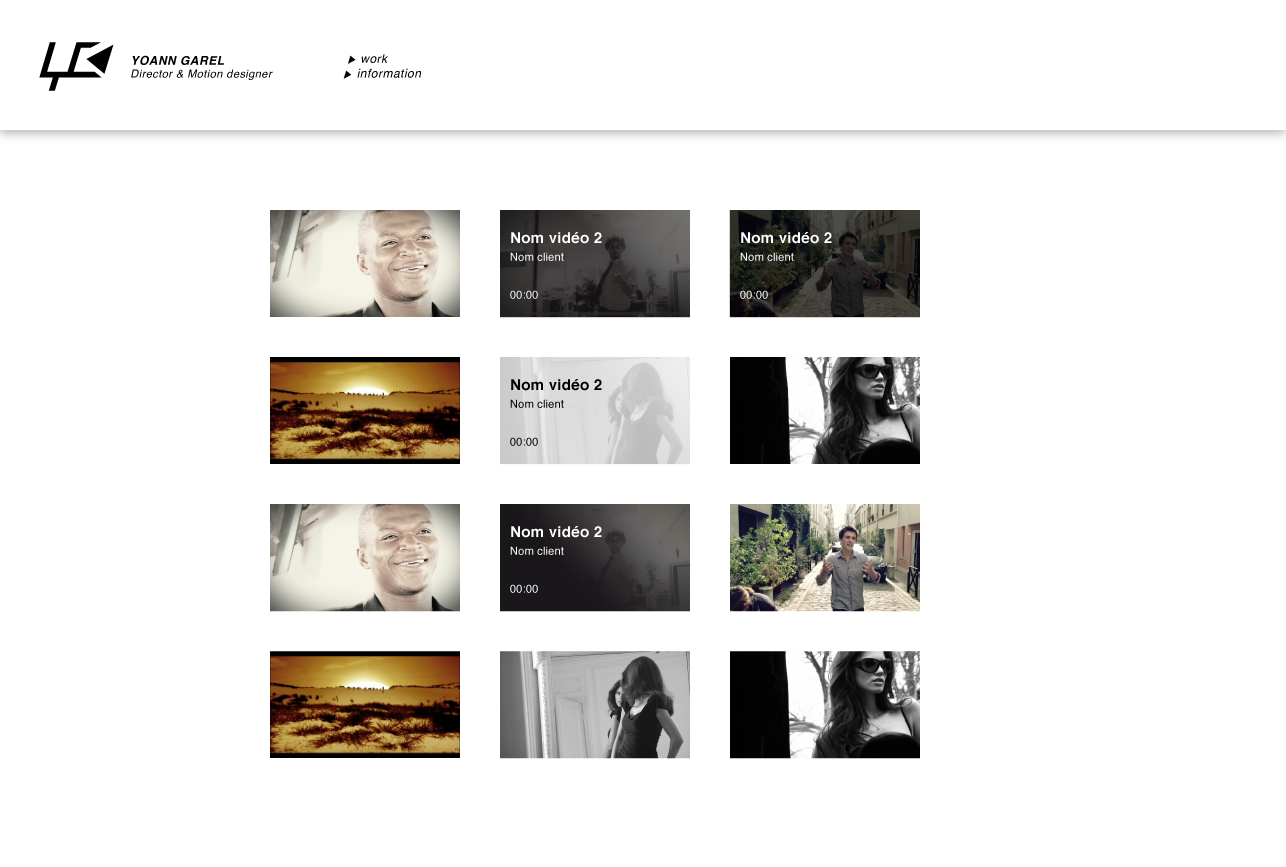 YOANN GAREL
Director & Motion designer
work
information
Nom vidéo 2
Nom client
00:00
Nom vidéo 2
Nom client
00:00
Nom vidéo 2
Nom client
00:00
Nom vidéo 2
Nom client
00:00